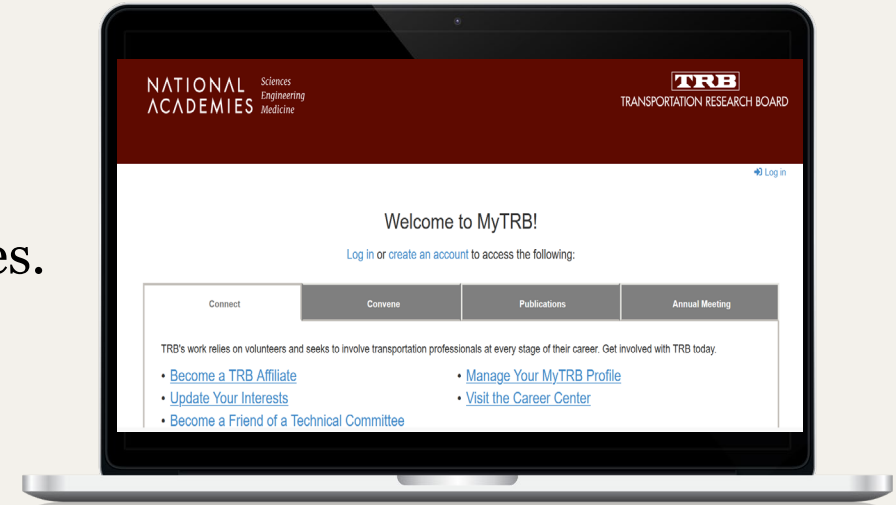 NATIONAL
ACADEMIES
Sciences
Engineering
Medicine
TRB
TRANSPORTATION RESEARCH BOARD
Log in
es.
Welcome to MyTRB!
Log in or create an account to access the following:
Connect
Convene
Publications
Annual Meeting
TRB's work relies on volunteers and seeks to involve transportation professionals at every stage of their career. Get involved with TRB today.
• Become a TRB Affiliate
• Update Your Interests
• Become a Friend of a Technical Committee
• Manage Your MyTRB Profile
• Visit the Career Center